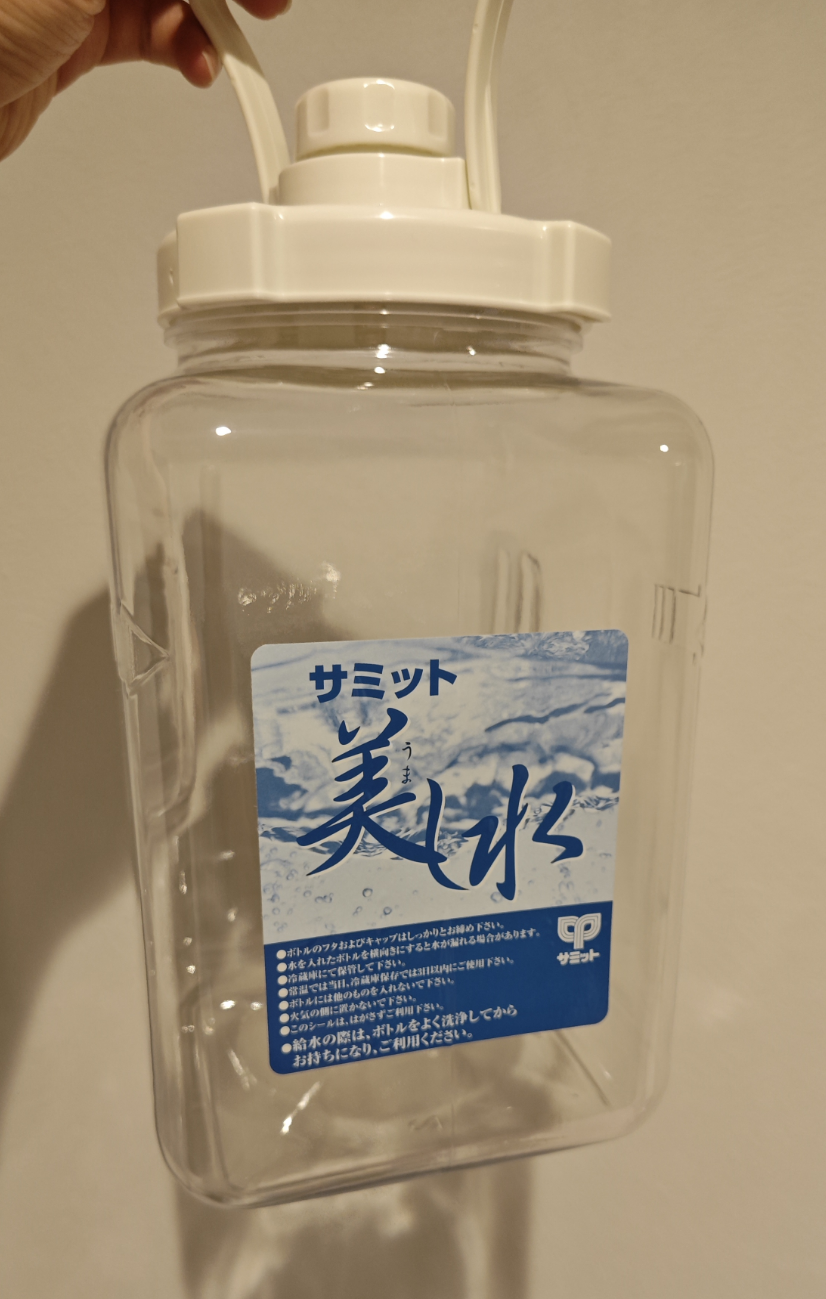 サミット
美し水
うま
●ボトルのフタおよびキャップはしっかりとお締め下さい。
●水を入れたボトルを横向きにすると水が漏れる場合があります。
●冷蔵庫にて保管して下さい。
●常温では当日、冷蔵庫保存では3日以内にご使用下さい。
●ボトルには他のものを入れないで下さい。
●火気の側に置かないで下さい。
●このシールは、はがさずご利用下さい。
●給水の際は、ボトルをよく洗浄してから
お持ちになり、ご利用ください。
サミット